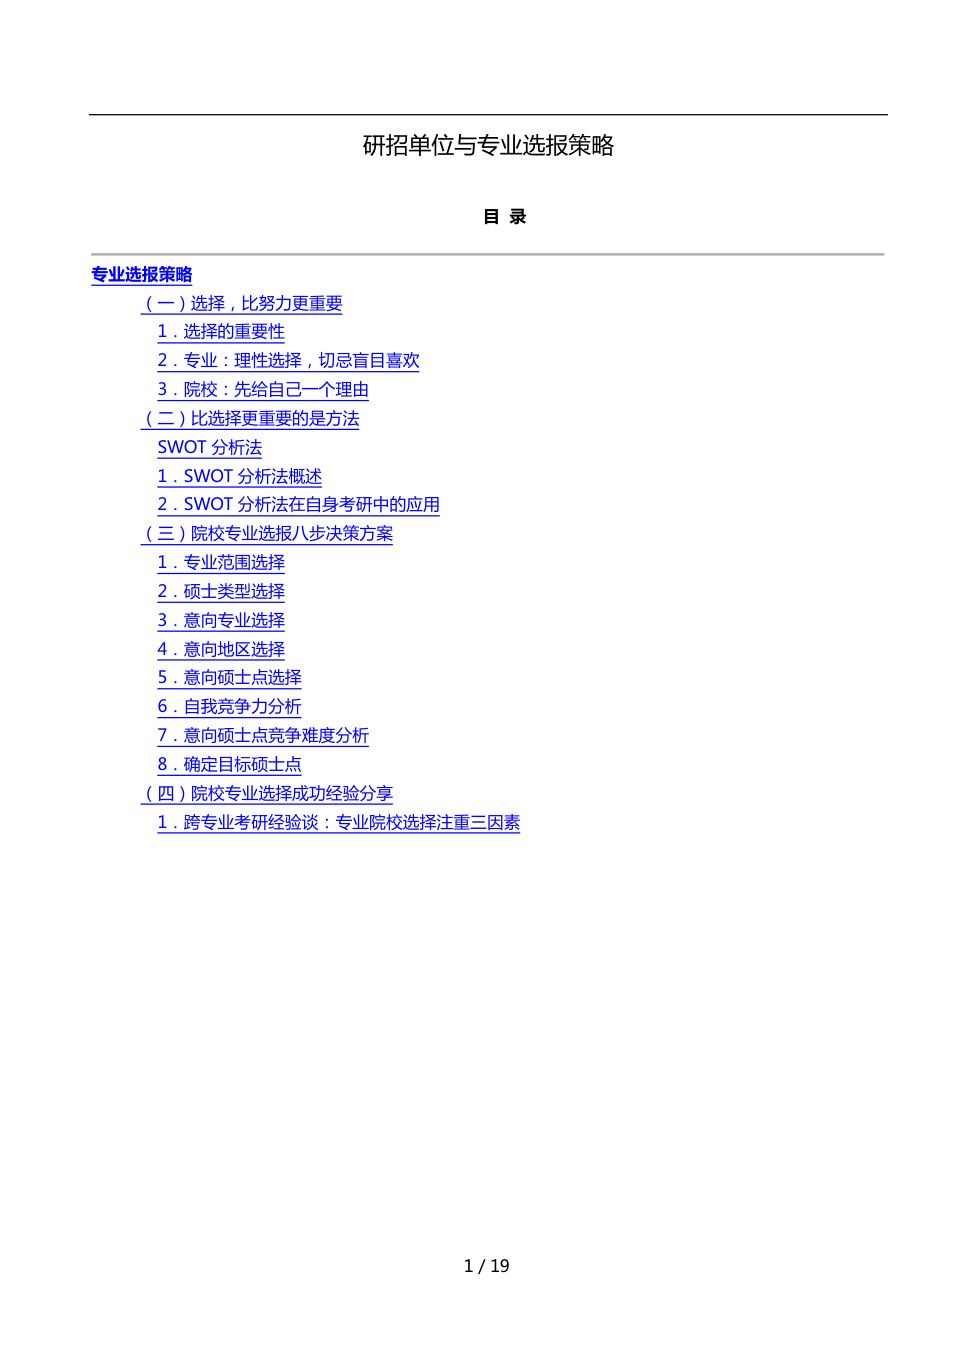 研招单位与专业选报策略
目 录
专业选报策略
（一）选择，比努力更重要
1．选择的重要性
2．专业：理性选择，切忌盲目喜欢
3．院校：先给自己一个理由
（二）比选择更重要的是方法
SWOT 分析法
1．SWOT 分析法概述
2．SWOT 分析法在自身考研中的应用
（三）院校专业选报八步决策方案
1．专业范围选择
2．硕士类型选择
3．意向专业选择
4．意向地区选择
5．意向硕士点选择
6．自我竞争力分析
7．意向硕士点竞争难度分析
8．确定目标硕士点
（四）院校专业选择成功经验分享
1．跨专业考研经验谈：专业院校选择注重三因素
1 / 19